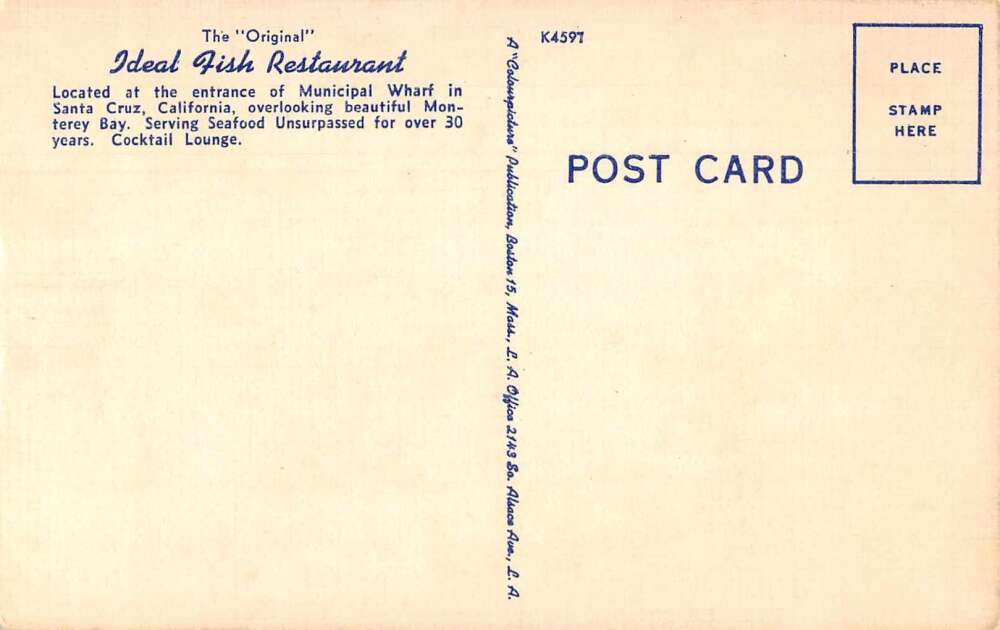 The "Original"
Ideal Fish Restaurant
Located at the entrance of Municipal Wharf in
Santa Cruz, California, overlooking beautiful Mon-
terey Bay. Serving Seafood Unsurpassed for over 30
years. Cocktail Lounge.
A "Colourpicture" Publication, Boston 15, Mass., L. A. Office 2143 So. Alsace Ave., L. A.
K4597
POST CARD
PLACE
STAMP
HERE